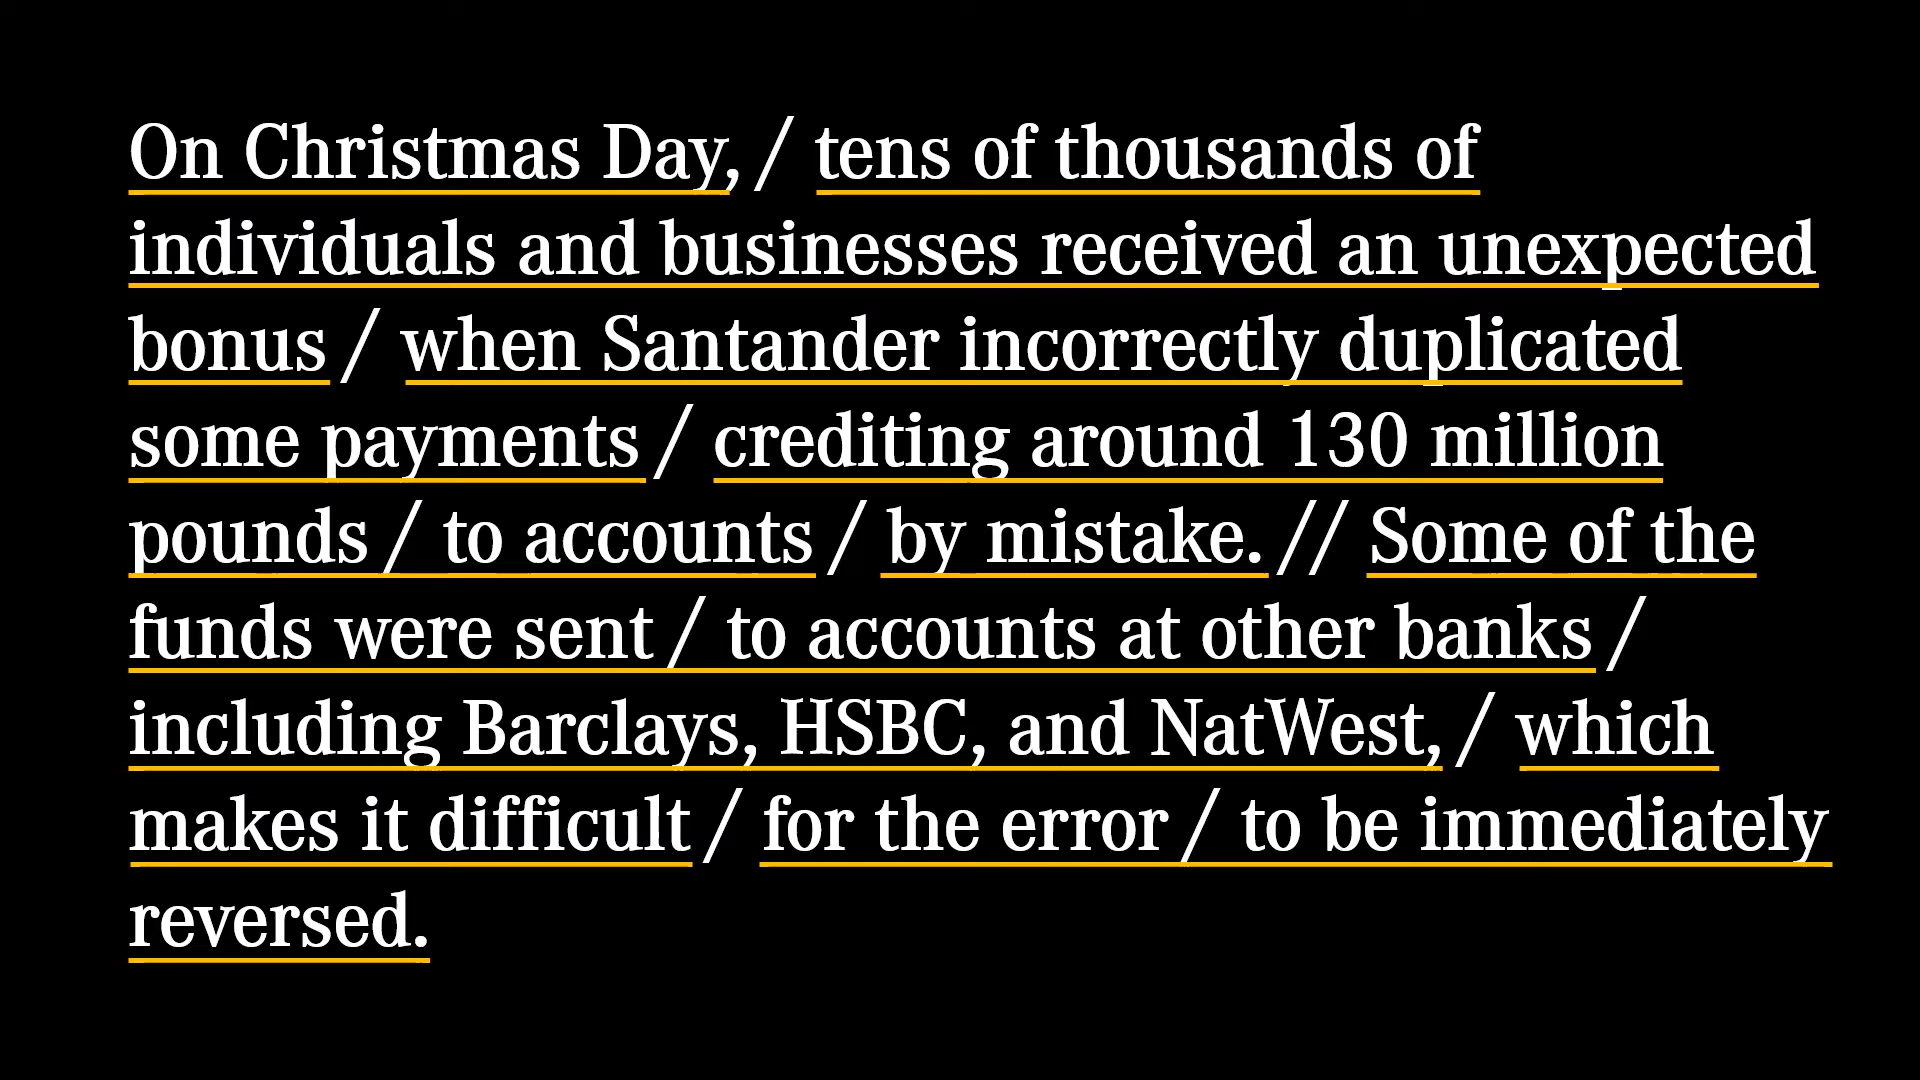 On Christmas Day, / tens of thousands of
individuals and businesses received an unexpected
bonus / when Santander incorrectly duplicated
some payments / crediting around 130 million
pounds / to accounts / by mistake. // Some of the
funds were sent / to accounts at other banks /
including Barclays, HSBC, and NatWest, / which
makes it difficult / for the error / to be immediately
reversed.